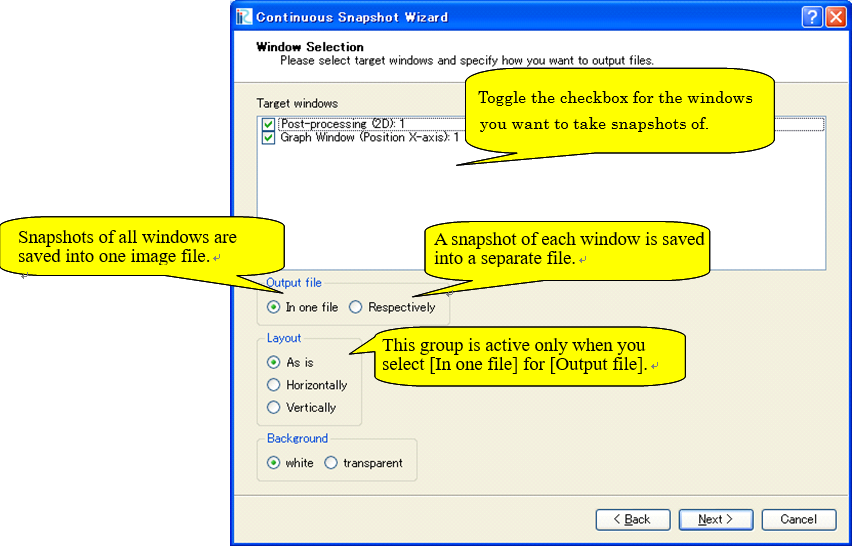 Continuous Snapshot Wizard
Window Selection
Please select target windows and specify how you want to output files.
Toggle the checkbox for the windows
you want to take snapshots of.
Target windows
Post-processing (2D): 1
Graph Window (Position X-axis): 1
Snapshots of all windows are
saved into one image file.
A snapshot of each window is saved
into a separate file.
Output file
In one file Respectively
This group is active only when you
select [In one file] for [Output file].
Layout
As is
Horizontally
Vertically
Background
white transparent
< Back Next > Cancel